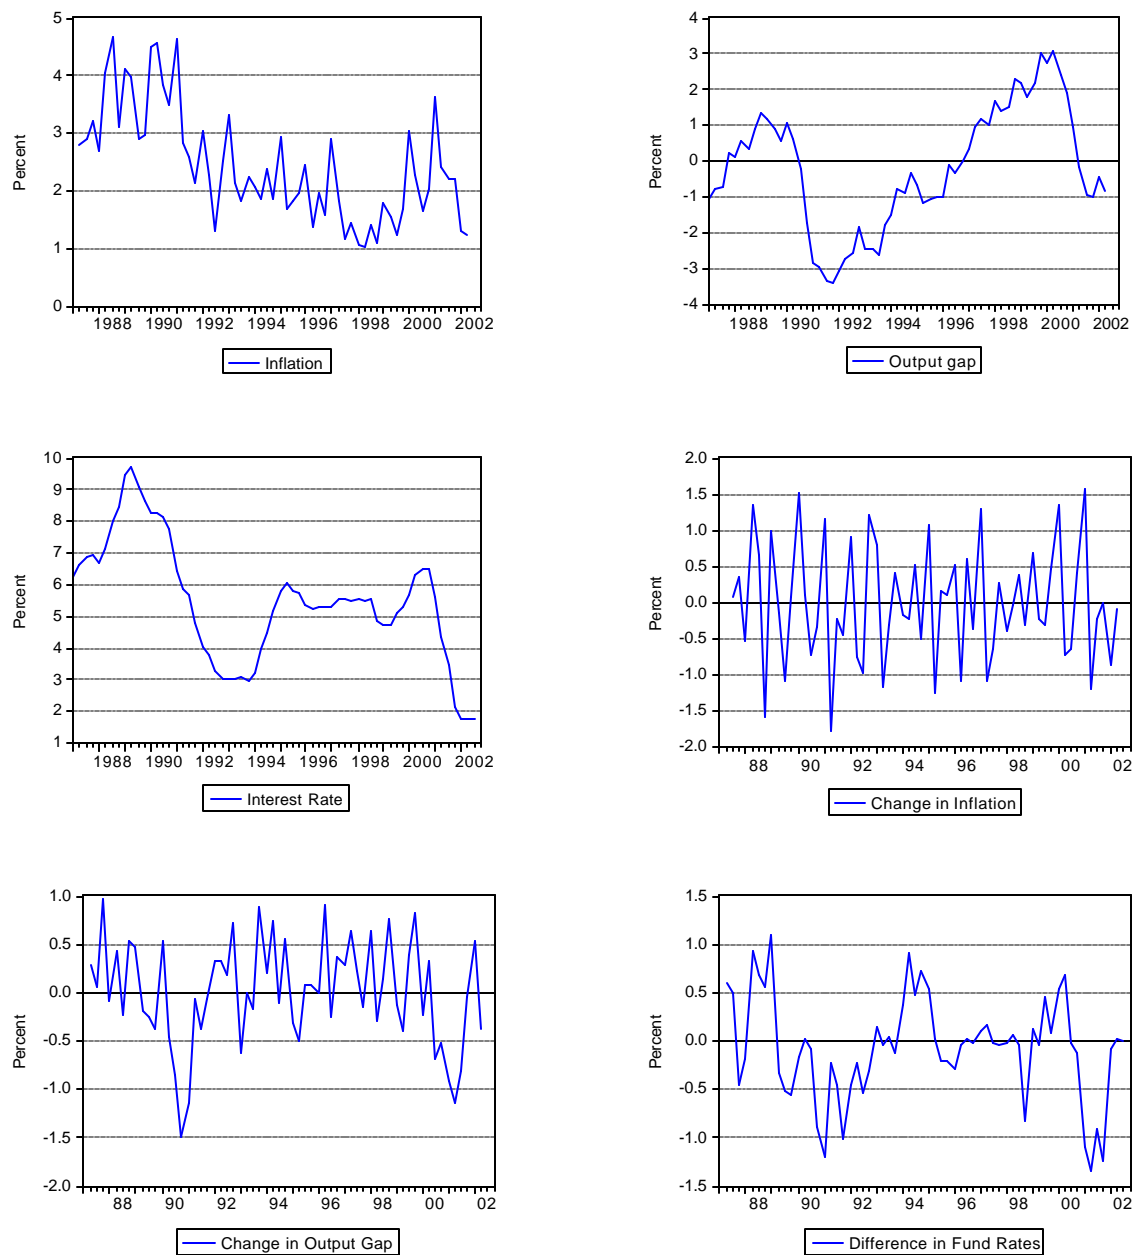 5
4
3
2
1
0
Percent
1988 1990 1992 1994 1996 1998 2000 2002
Inflation
4
3
2
1
0
-1
-2
-3
-4
Percent
1988 1990 1992 1994 1996 1998 2000 2002
Output gap
10
9
8
7
6
5
4
3
2
1
Percent
1988 1990 1992 1994 1996 1998 2000 2002
Interest Rate
2.0
1.5
1.0
0.5
0.0
-0.5
-1.0
-1.5
-2.0
Percent
88 90 92 94 96 98 00 02
Change in Inflation
1.0
0.5
0.0
-0.5
-1.0
-1.5
-2.0
Percent
88 90 92 94 96 98 00 02
Change in Output Gap
1.5
1.0
0.5
0.0
-0.5
-1.0
-1.5
Percent
88 90 92 94 96 98 00 02
Difference in Fund Rates